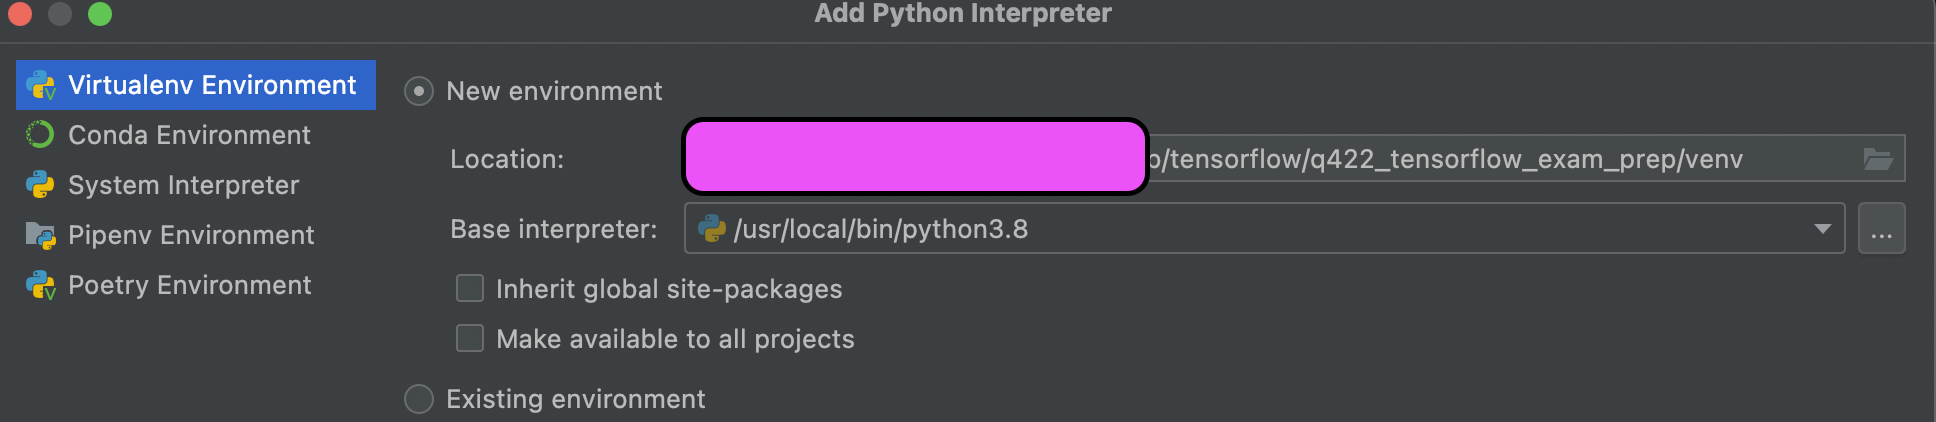 Add Python Interpreter
Virtualenv Environment
Conda Environment
System Interpreter
Pipenv Environment
Poetry Environment
New environment
Location: /tensorflow/q422_tensorflow_exam_prep/venv
Base interpreter: /usr/local/bin/python3.8 ...
Inherit global site-packages
Make available to all projects
Existing environment